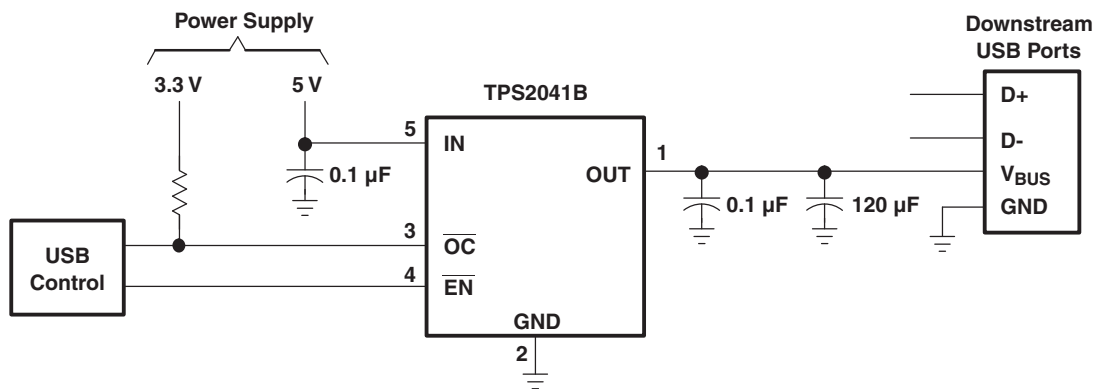 Power Supply
Downstream
USB Ports
3.3 V
5 V
TPS2041B
D+
5
IN
D-
1
0.1 µF
OUT
V_BUS
0.1 µF
120 µF
GND
3
OC
USB
Control
4
EN
GND
2